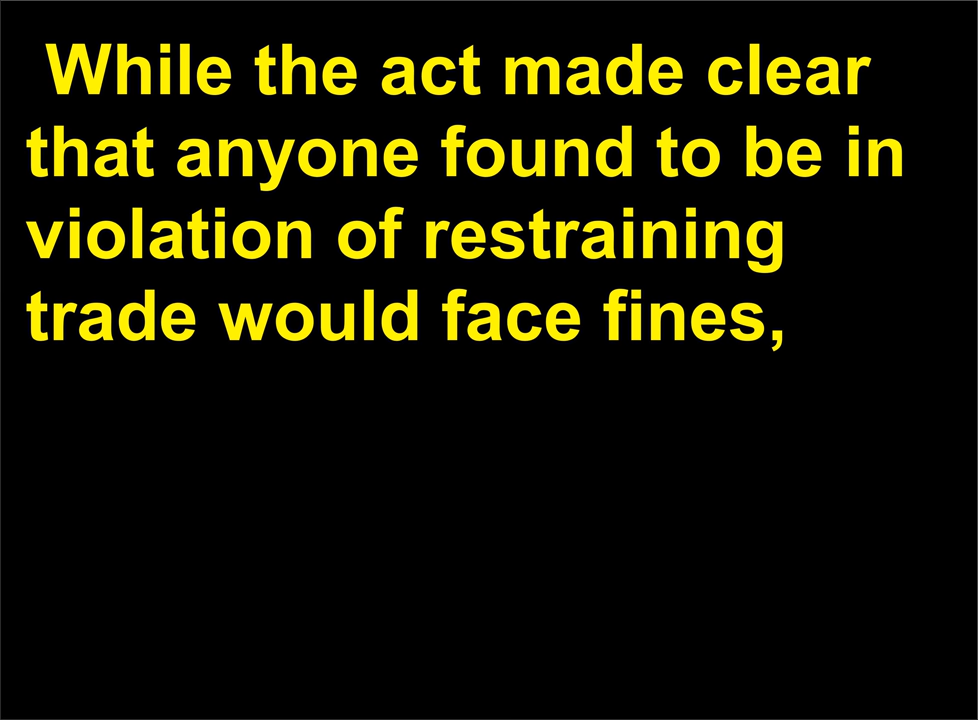 While the act made clear
that anyone found to be in
violation of restraining
trade would face fines,